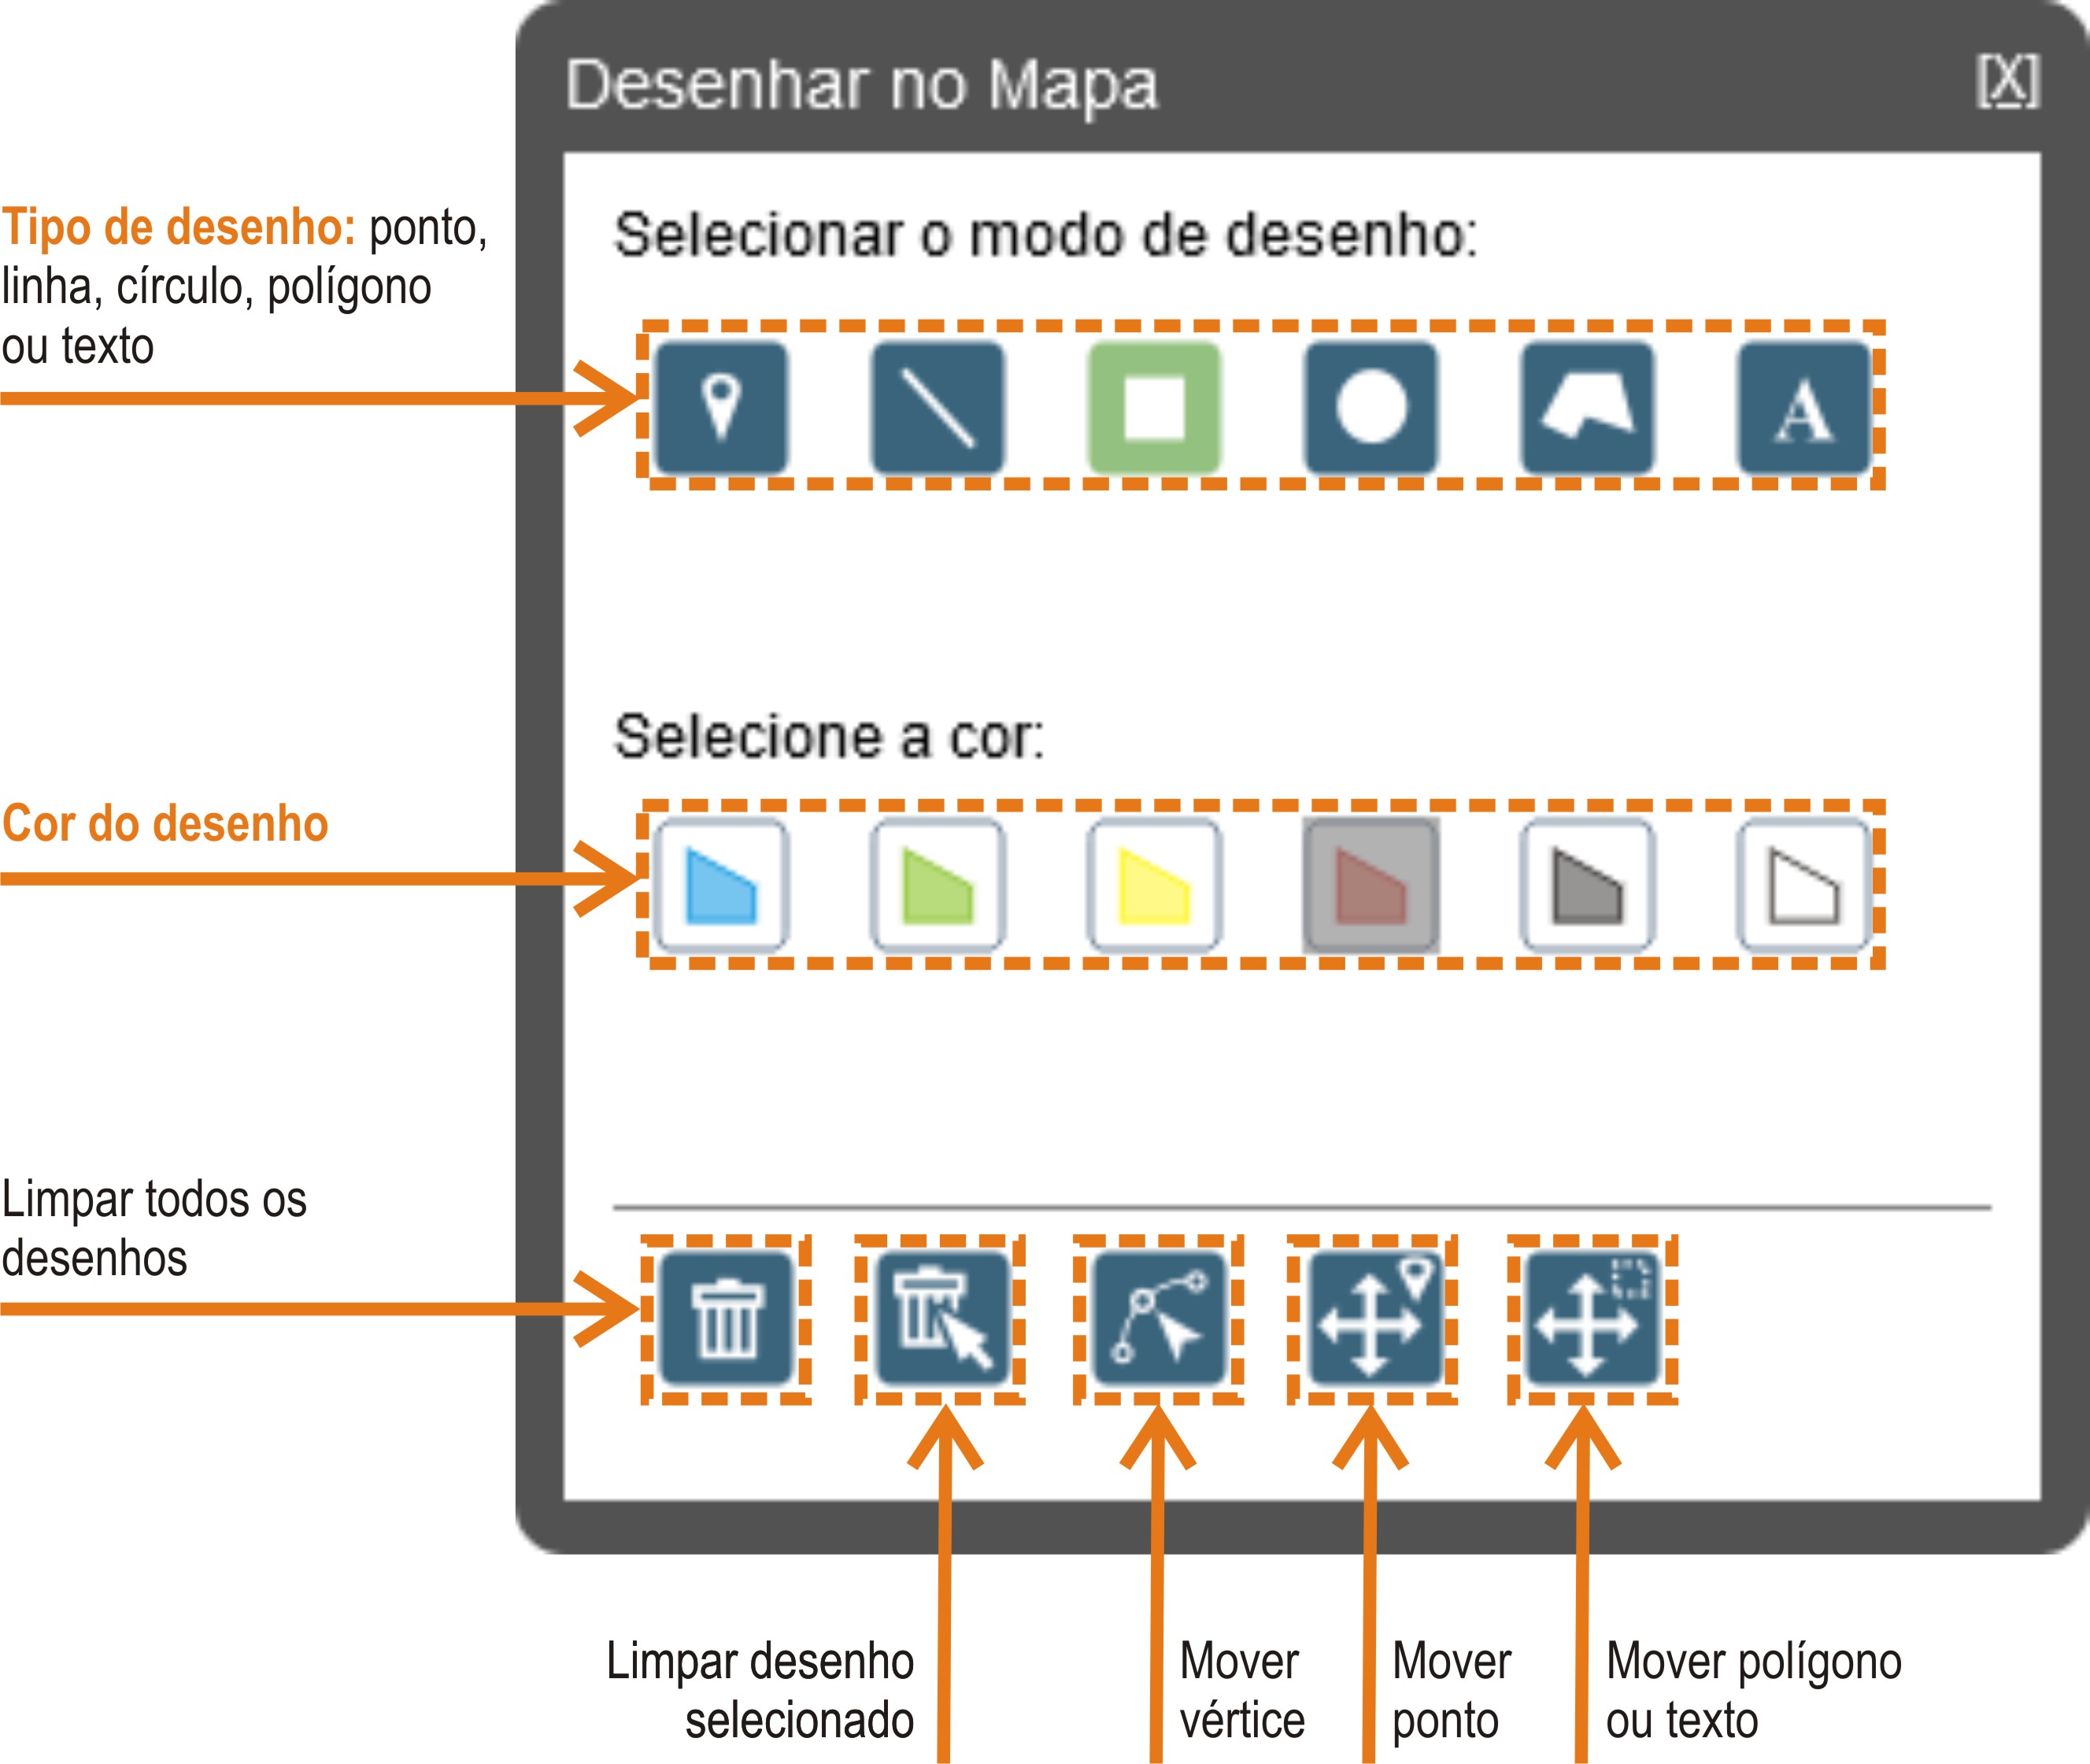 Desenhar no Mapa
[X]
Tipo de desenho: ponto,
linha, círculo, polígono
ou texto
Selecionar o modo de desenho:
A
Selecione a cor:
Cor do desenho
Limpar todos os
desenhos
Limpar desenho
selecionado
Mover
vértice
Mover
ponto
Mover polígono
ou texto